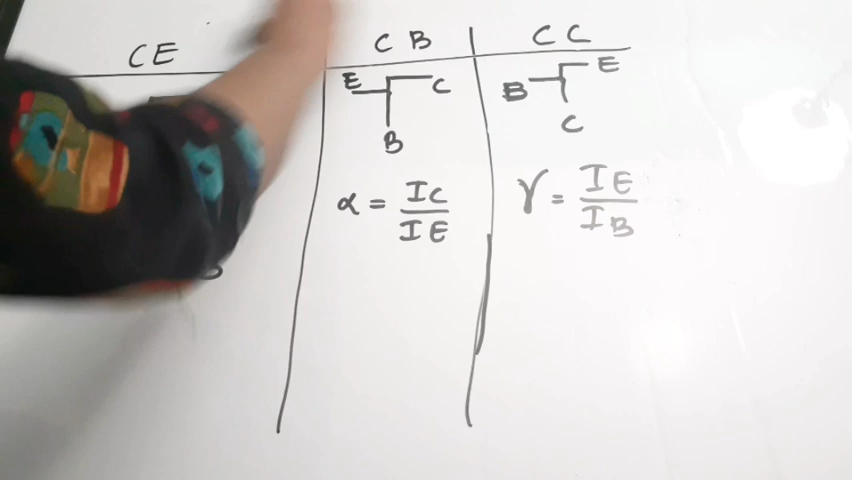 CE
CB
CC
E
C
B
B
E
C
α = IC/IE
γ = IE/IB